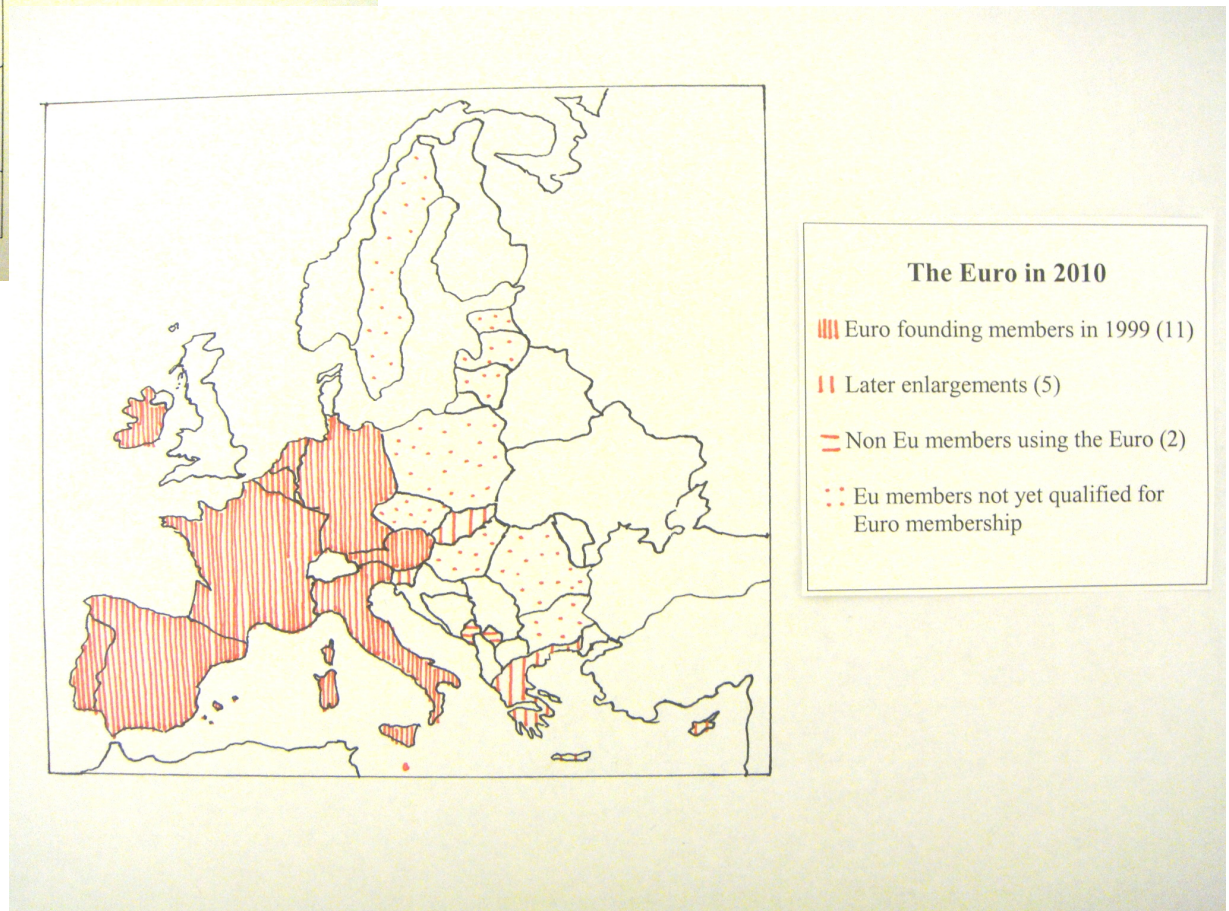 The Euro in 2010
Euro founding members in 1999 (11)
Later enlargements (5)
Non Eu members using the Euro (2)
Eu members not yet qualified for
Euro membership